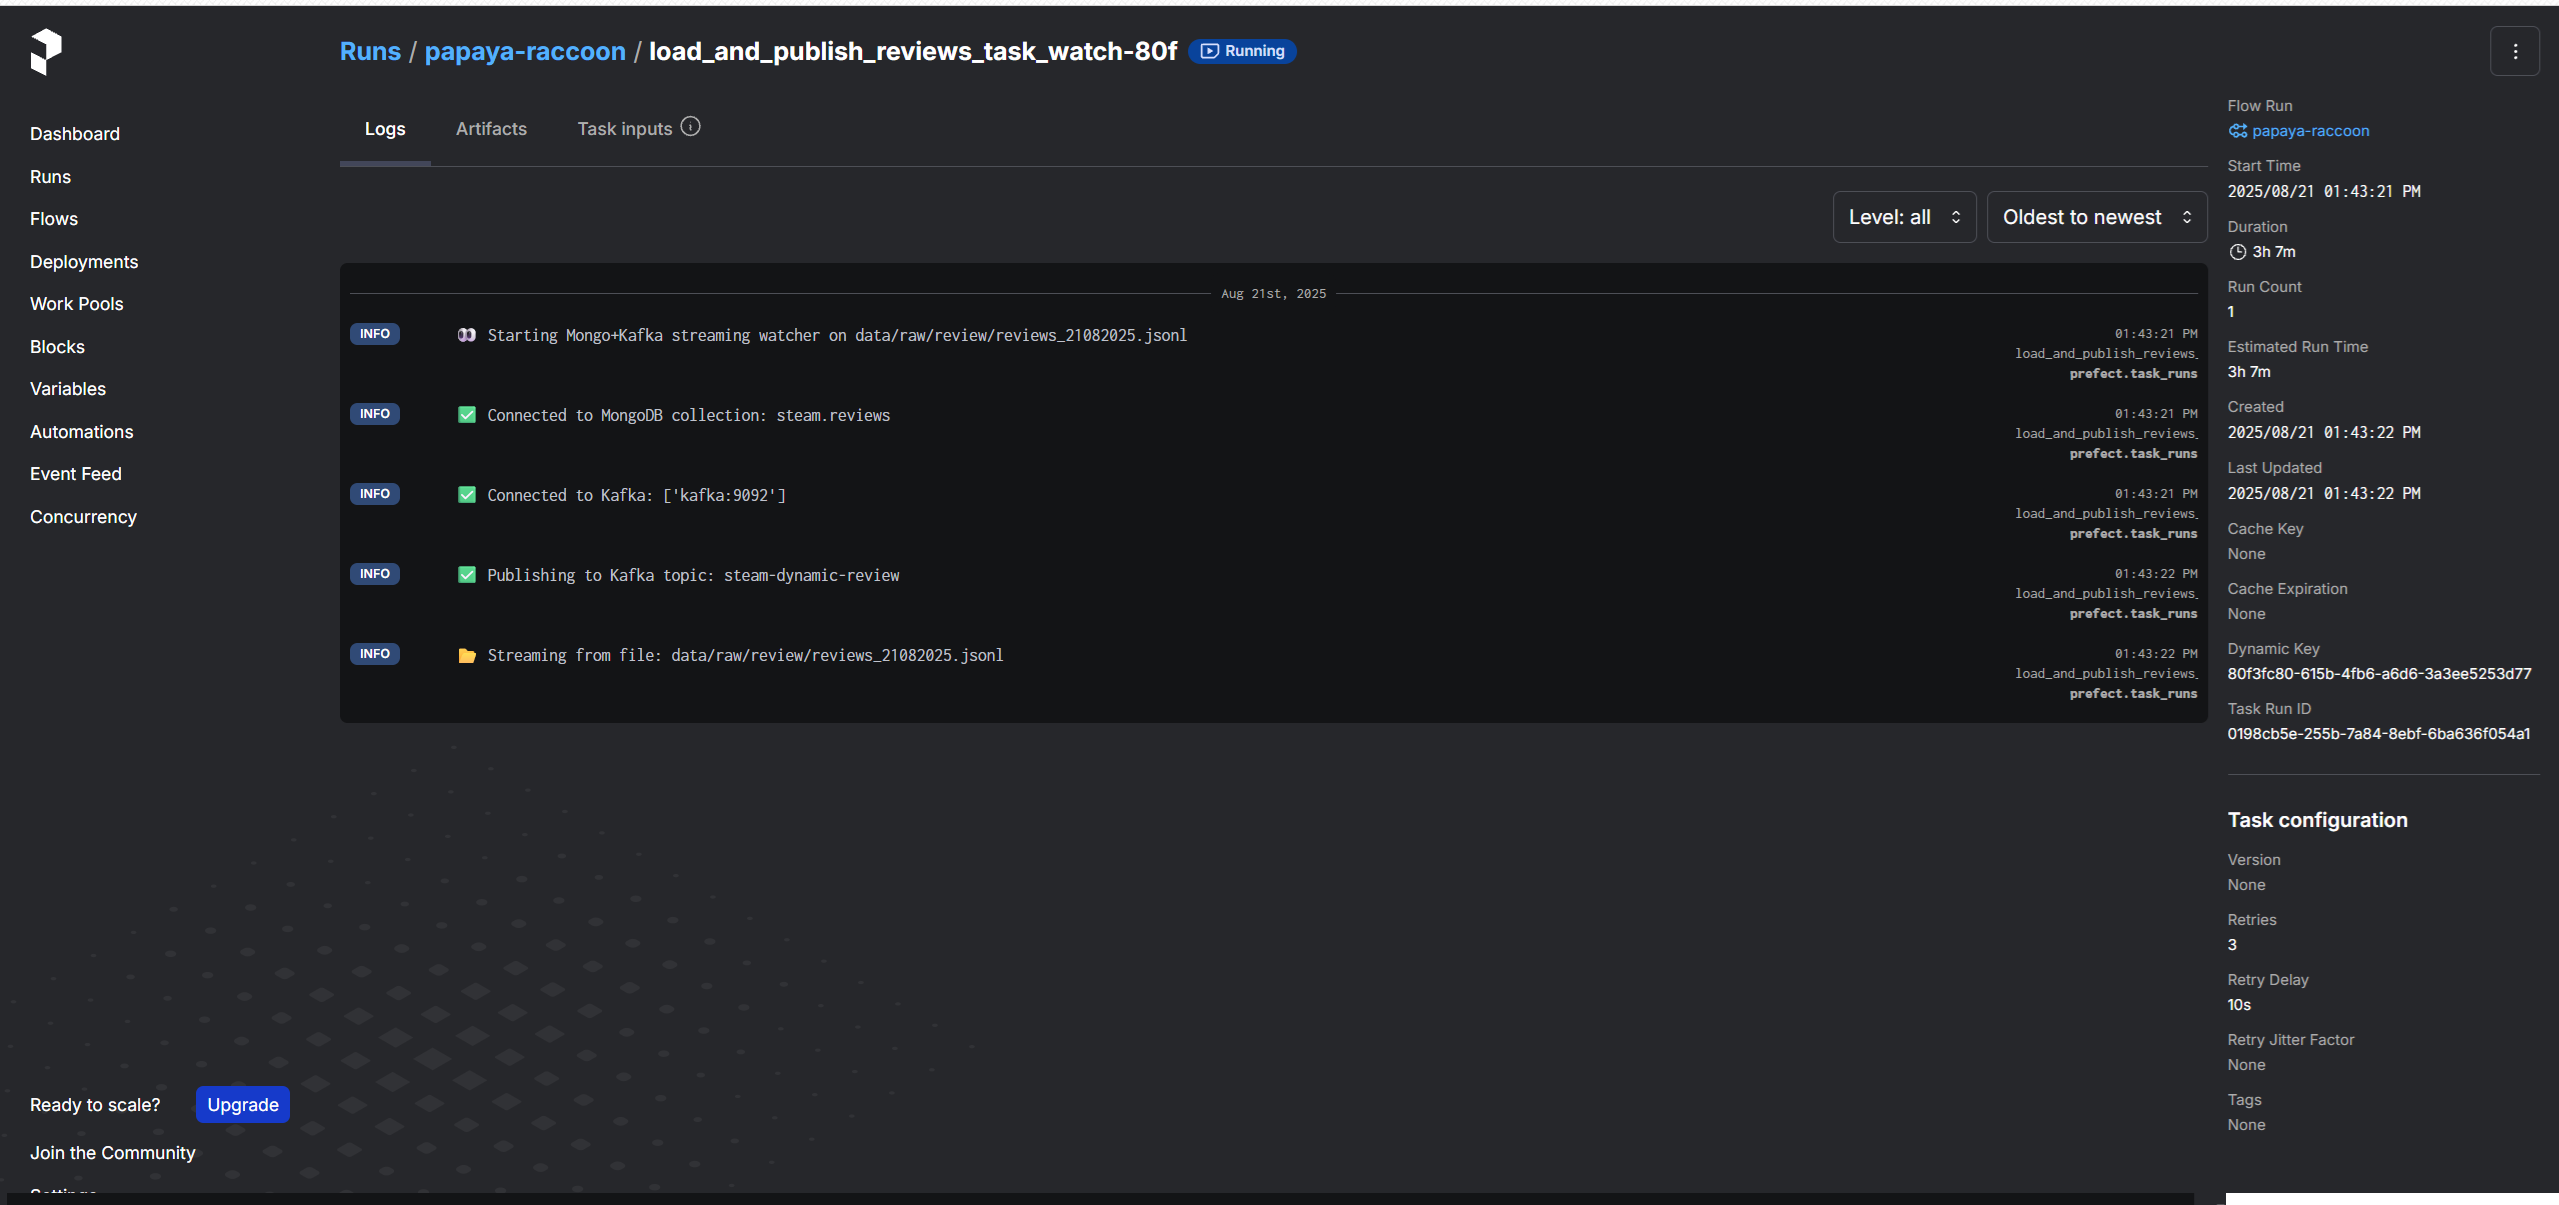 Runs / papaya-raccoon / load_and_publish_reviews_task_watch-80f Running
Dashboard
Runs
Flows
Deployments
Work Pools
Blocks
Variables
Automations
Event Feed
Concurrency
Ready to scale? Upgrade
Join the Community
Settings
Logs Artifacts Task inputs
Level: all Oldest to newest
Aug 21st, 2025
INFO 👀 Starting Mongo+Kafka streaming watcher on data/raw/review/reviews_21082025.jsonl 01:43:21 PM
load_and_publish_reviews_
prefect.task_runs
INFO ✅ Connected to MongoDB collection: steam.reviews 01:43:21 PM
load_and_publish_reviews_
prefect.task_runs
INFO ✅ Connected to Kafka: ['kafka:9092'] 01:43:21 PM
load_and_publish_reviews_
prefect.task_runs
INFO ✅ Publishing to Kafka topic: steam-dynamic-review 01:43:22 PM
load_and_publish_reviews_
prefect.task_runs
INFO 📂 Streaming from file: data/raw/review/reviews_21082025.jsonl 01:43:22 PM
load_and_publish_reviews_
prefect.task_runs
Flow Run
papaya-raccoon
Start Time
2025/08/21 01:43:21 PM
Duration
3h 7m
Run Count
1
Estimated Run Time
3h 7m
Created
2025/08/21 01:43:22 PM
Last Updated
2025/08/21 01:43:22 PM
Cache Key
None
Cache Expiration
None
Dynamic Key
80f3fc80-615b-4fb6-a6d6-3a3ee5253d77
Task Run ID
0198cb5e-255b-7a84-8ebf-6ba636f054a1
Task configuration
Version
None
Retries
3
Retry Delay
10s
Retry Jitter Factor
None
Tags
None